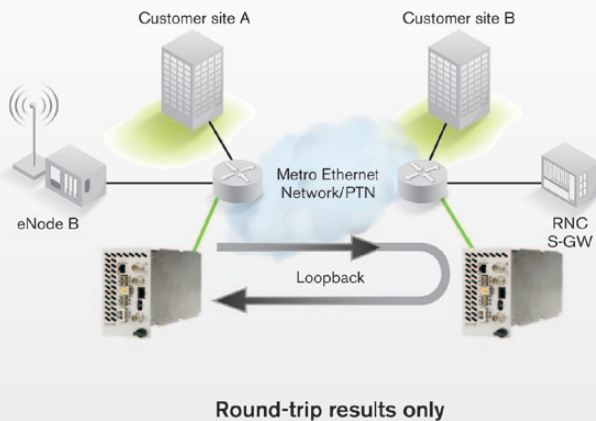 Customer site A
Customer site B
Metro Ethernet
Network/PTN
eNode B
RNC
S-GW
Loopback
Round-trip results only